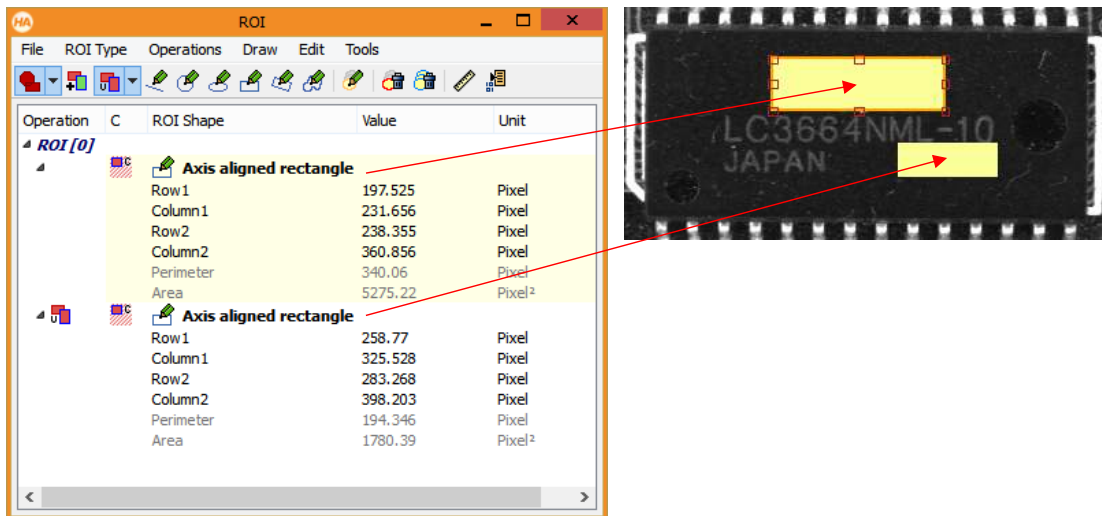 HA ROI
File ROI Type Operations Draw Edit Tools
Operation C ROI Shape Value Unit
ROI [0]
C Axis aligned rectangle
Row1 197.525 Pixel
Column1 231.656 Pixel
Row2 238.355 Pixel
Column2 360.856 Pixel
Perimeter 340.06 Pixel
Area 5275.22 Pixel²
U C Axis aligned rectangle
Row1 258.77 Pixel
Column1 325.528 Pixel
Row2 283.268 Pixel
Column2 398.203 Pixel
Perimeter 194.346 Pixel
Area 1780.39 Pixel²
LC3664NML-10
JAPAN